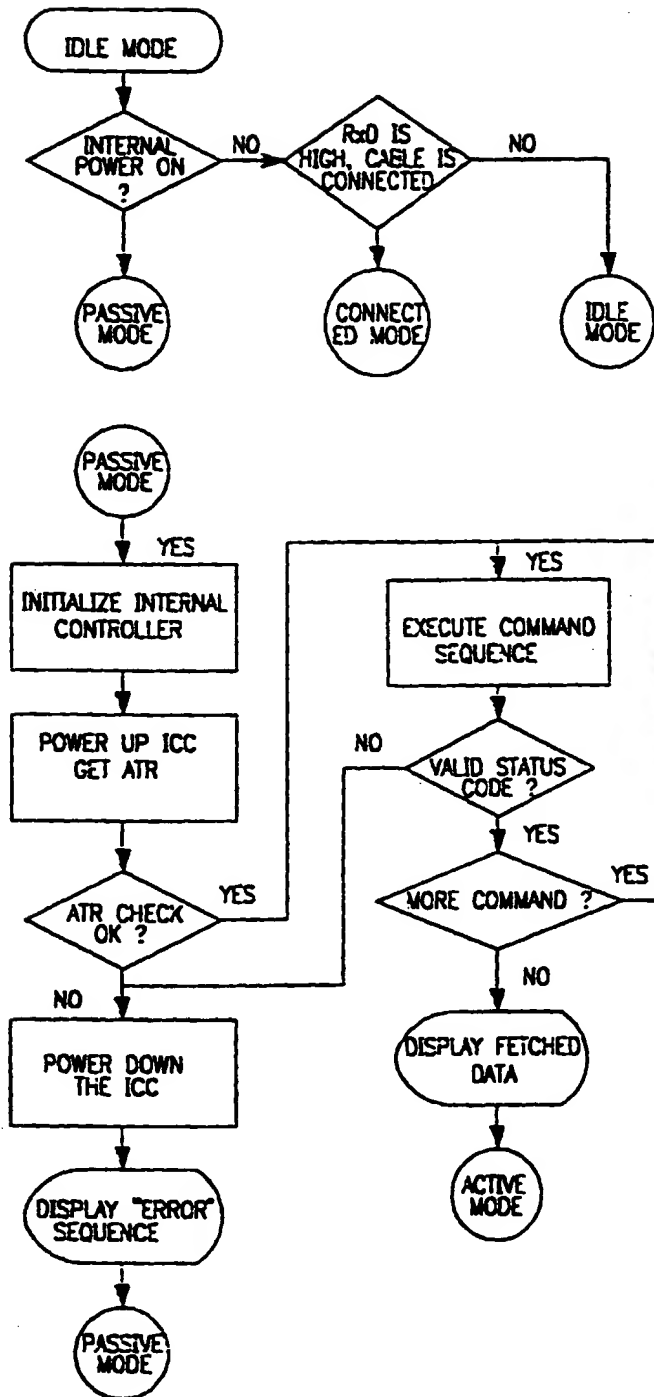 IDLE MODE
INTERNAL
POWER ON
?
NO
RxD IS
HIGH, CABLE IS
CONNECTED
NO
PASSIVE
MODE
CONNECT
ED MODE
IDLE
MODE
PASSIVE
MODE
YES
INITIALIZE INTERNAL
CONTROLLER
POWER UP ICC
GET ATR
ATR CHECK
OK ?
YES
NO
POWER DOWN
THE ICC
DISPLAY "ERROR"
SEQUENCE
PASSIVE
MODE
YES
EXECUTE COMMAND
SEQUENCE
NO
VALID STATUS
CODE ?
YES
MORE COMMAND ?
YES
NO
DISPLAY FETCHED
DATA
ACTIVE
MODE